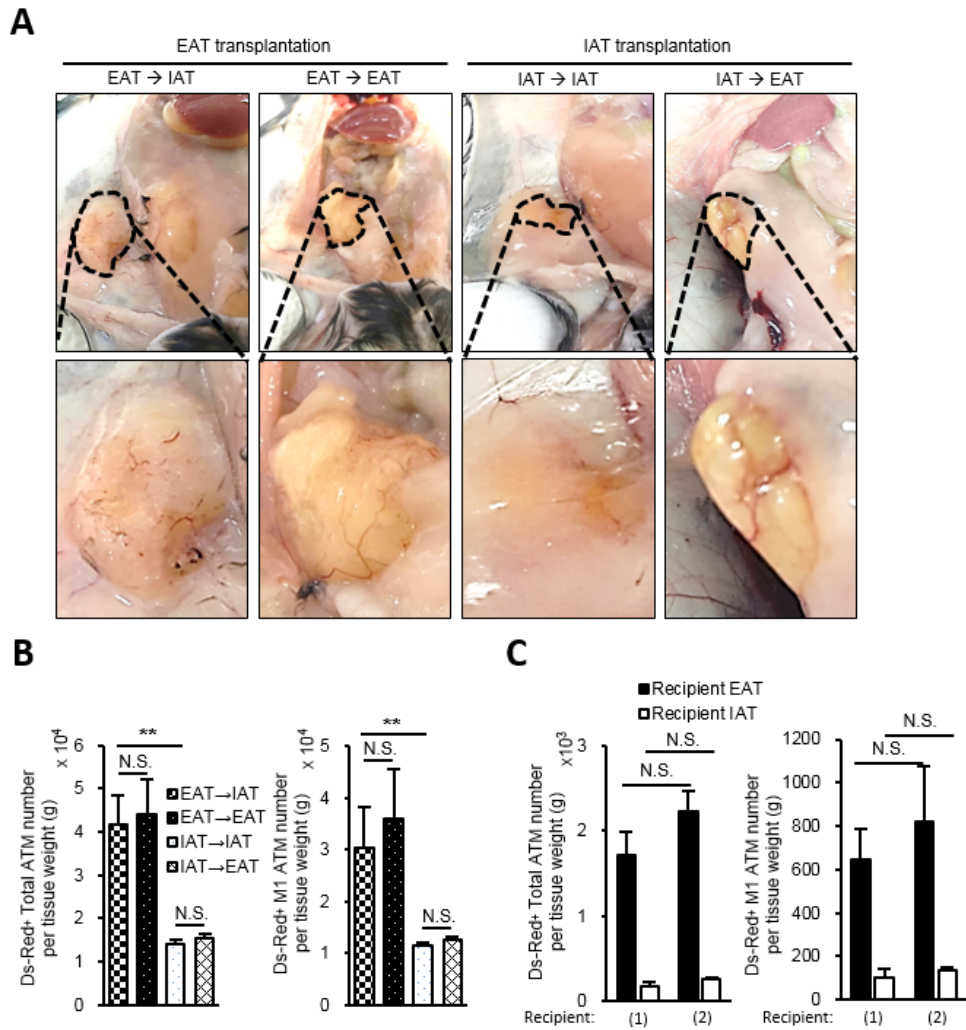 A
EAT transplantation
IAT transplantation
EAT → IAT
EAT → EAT
IAT → IAT
IAT → EAT
B
Ds-Red+ Total ATM number
per tissue weight (g)
x 10⁴
6
5
4
3
2
1
0
**
N.S.
N.S.
EAT→IAT
EAT→EAT
IAT→IAT
IAT→EAT
Ds-Red+ M1 ATM number
per tissue weight (g)
x 10⁴
5
4
3
2
1
0
**
N.S.
N.S.
C
Recipient EAT
Recipient IAT
Ds-Red+ Total ATM number
per tissue weight (g)
x10³
3
2
1
0
N.S.
N.S.
Recipient: (1) (2)
Ds-Red+ M1 ATM number
per tissue weight (g)
1200
1000
800
600
400
200
0
N.S.
N.S.
Recipient: (1) (2)